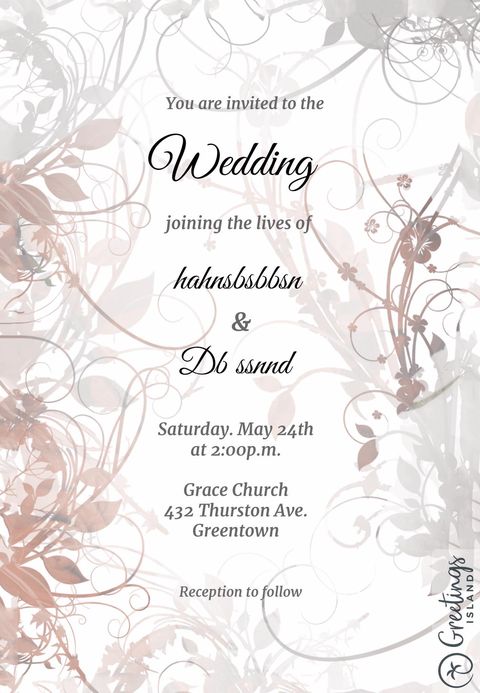 You are invited to the
Wedding
joining the lives of
hahnsbsbbsn
&
Db ssnnd
Saturday. May 24th
at 2:00p.m.
Grace Church
432 Thurston Ave.
Greentown
Reception to follow
Greetings
ISLAND